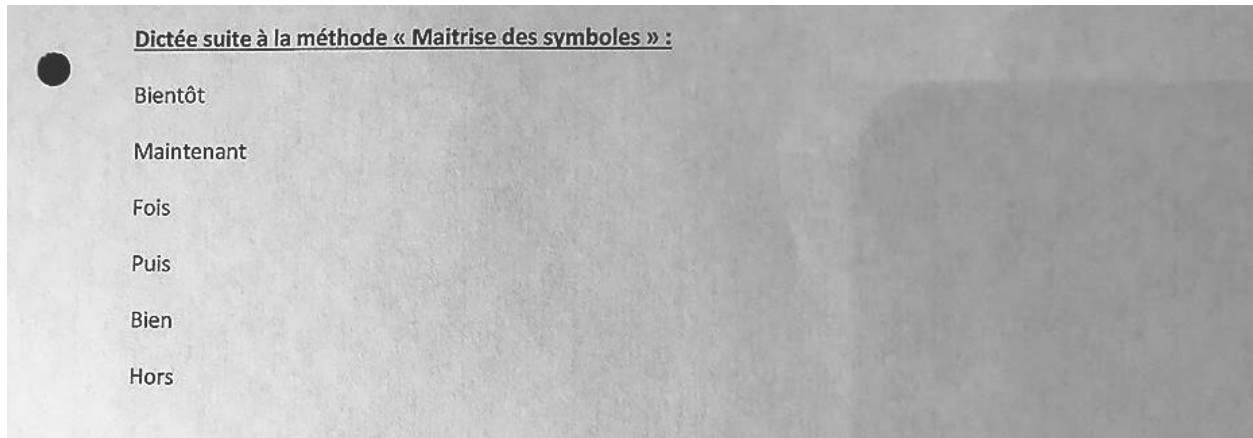 Dictée suite à la méthode « Maitrise des symboles » :
Bientôt
Maintenant
Fois
Puis
Bien
Hors